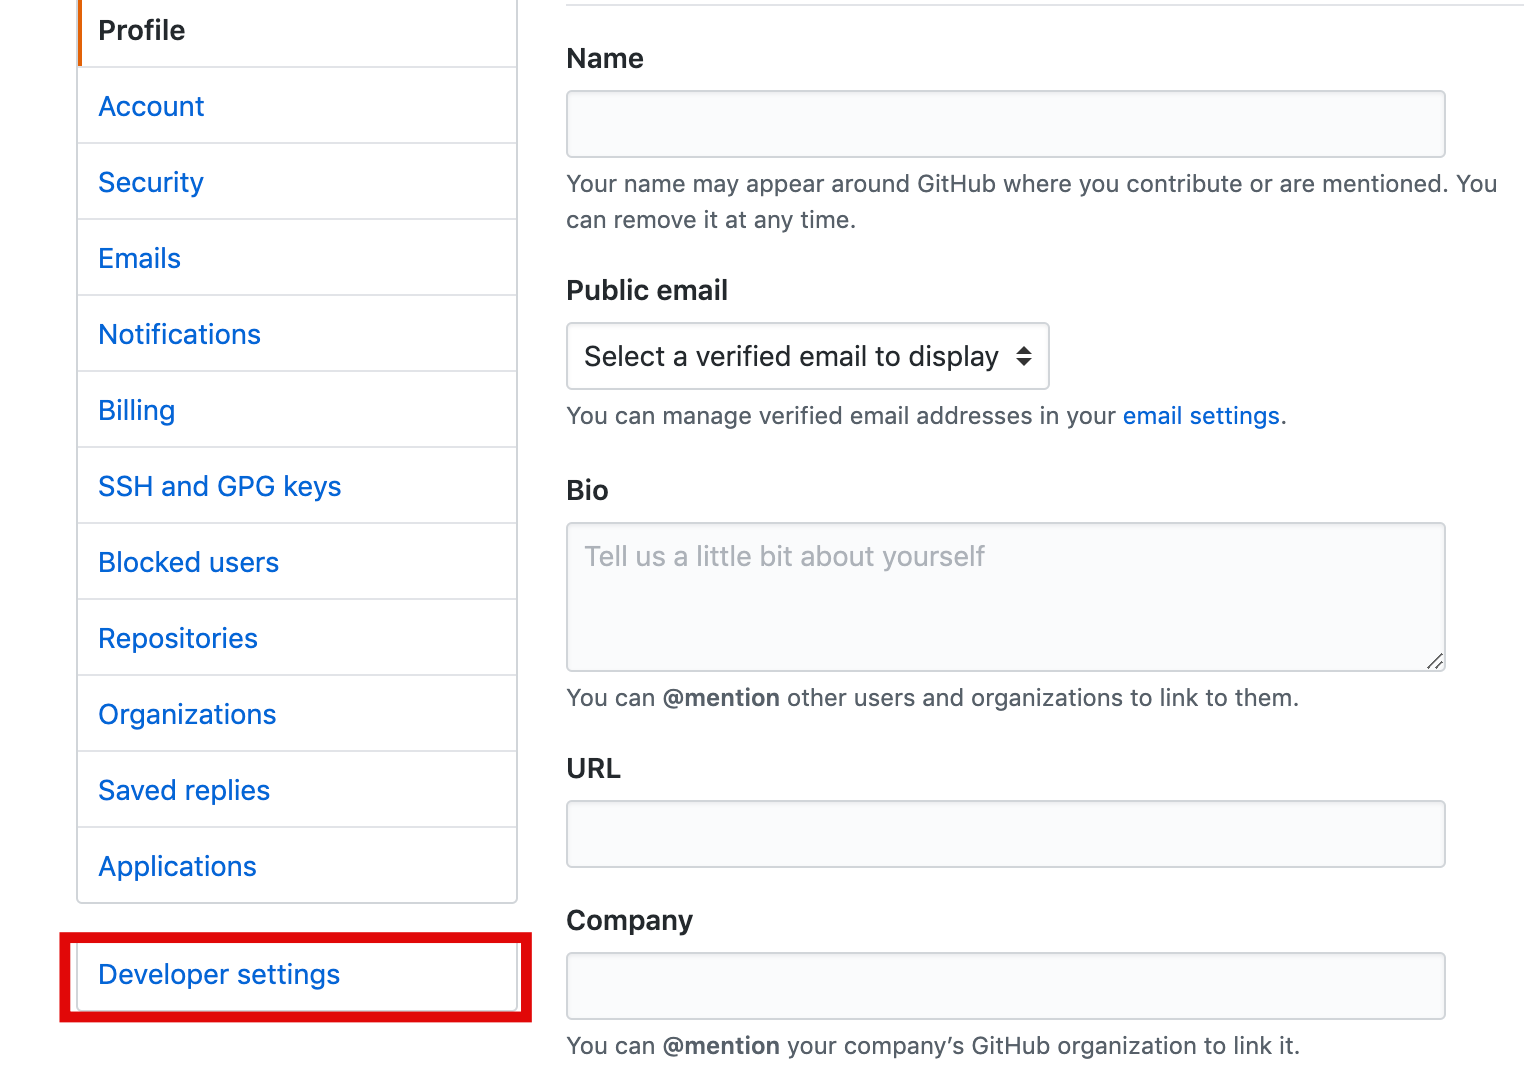 Profile
Account
Security
Emails
Notifications
Billing
SSH and GPG keys
Blocked users
Repositories
Organizations
Saved replies
Applications
Developer settings
Name
Your name may appear around GitHub where you contribute or are mentioned. You
can remove it at any time.
Public email
Select a verified email to display
You can manage verified email addresses in your email settings.
Bio
Tell us a little bit about yourself
You can @mention other users and organizations to link to them.
URL
Company
You can @mention your company’s GitHub organization to link it.